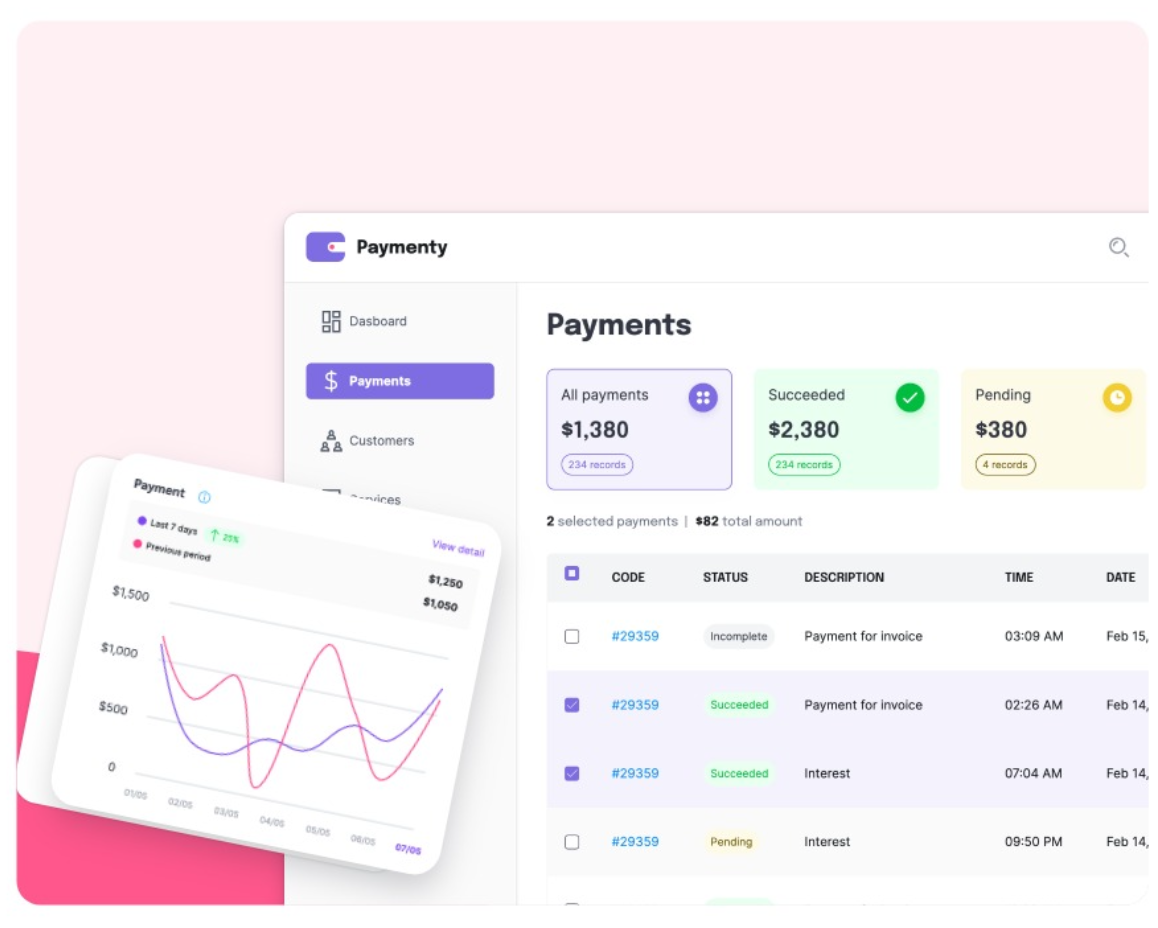 Paymenty
Dasboard
Payments
Customers
Services
Payments
All payments
$1,380
234 records
Succeeded
$2,380
234 records
Pending
$380
4 records
2 selected payments | $82 total amount
CODE STATUS DESCRIPTION TIME DATE
#29359 Incomplete Payment for invoice 03:09 AM Feb 15,
#29359 Succeeded Payment for invoice 02:26 AM Feb 14,
#29359 Succeeded Interest 07:04 AM Feb 14,
#29359 Pending Interest 09:50 PM Feb 14,
Payment
View detail
Last 7 days 25% $1,250
Previous period $1,050
$1,500
$1,000
$500
0
01/05 02/05 03/05 04/05 05/05 06/05 07/05